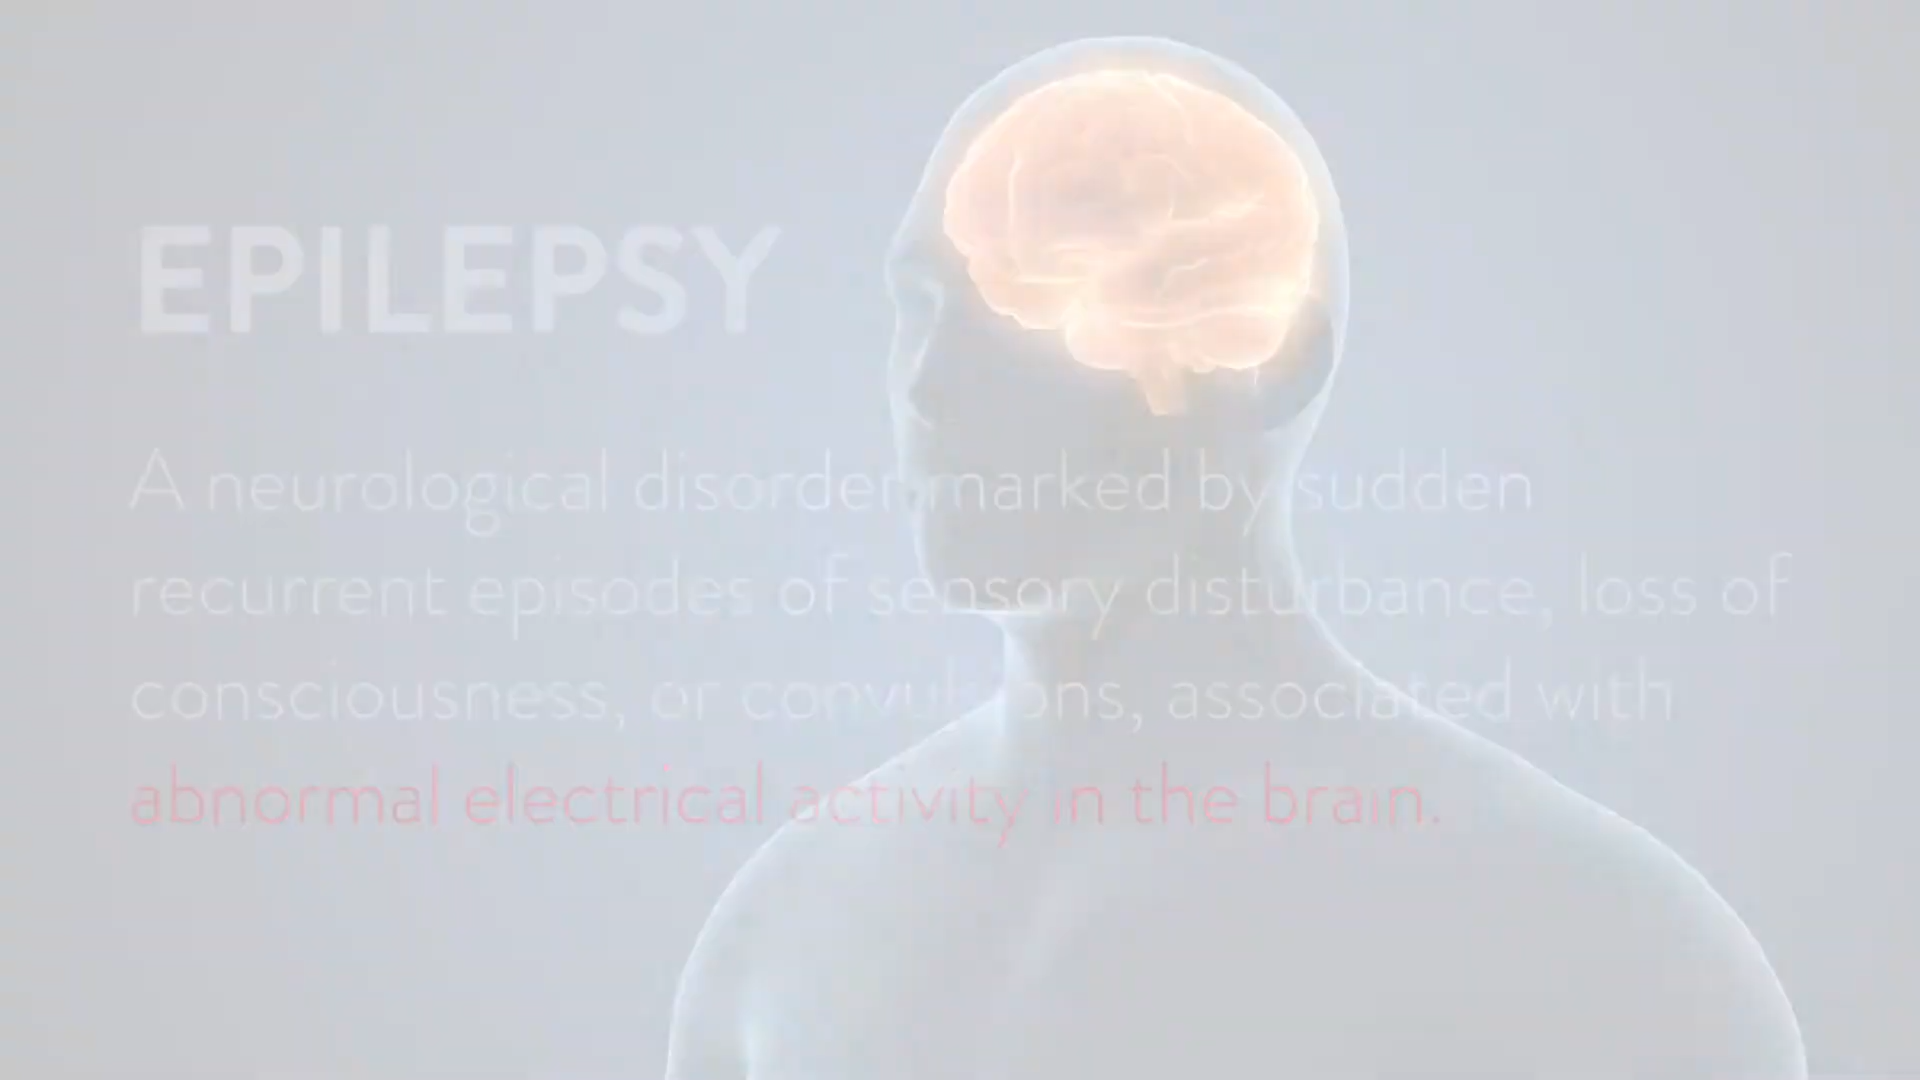 EPILEPSY
A neurological disorder marked by sudden
recurrent episodes of sensory disturbance, loss of
consciousness, or convulsions, associated with
abnormal electrical activity in the brain.